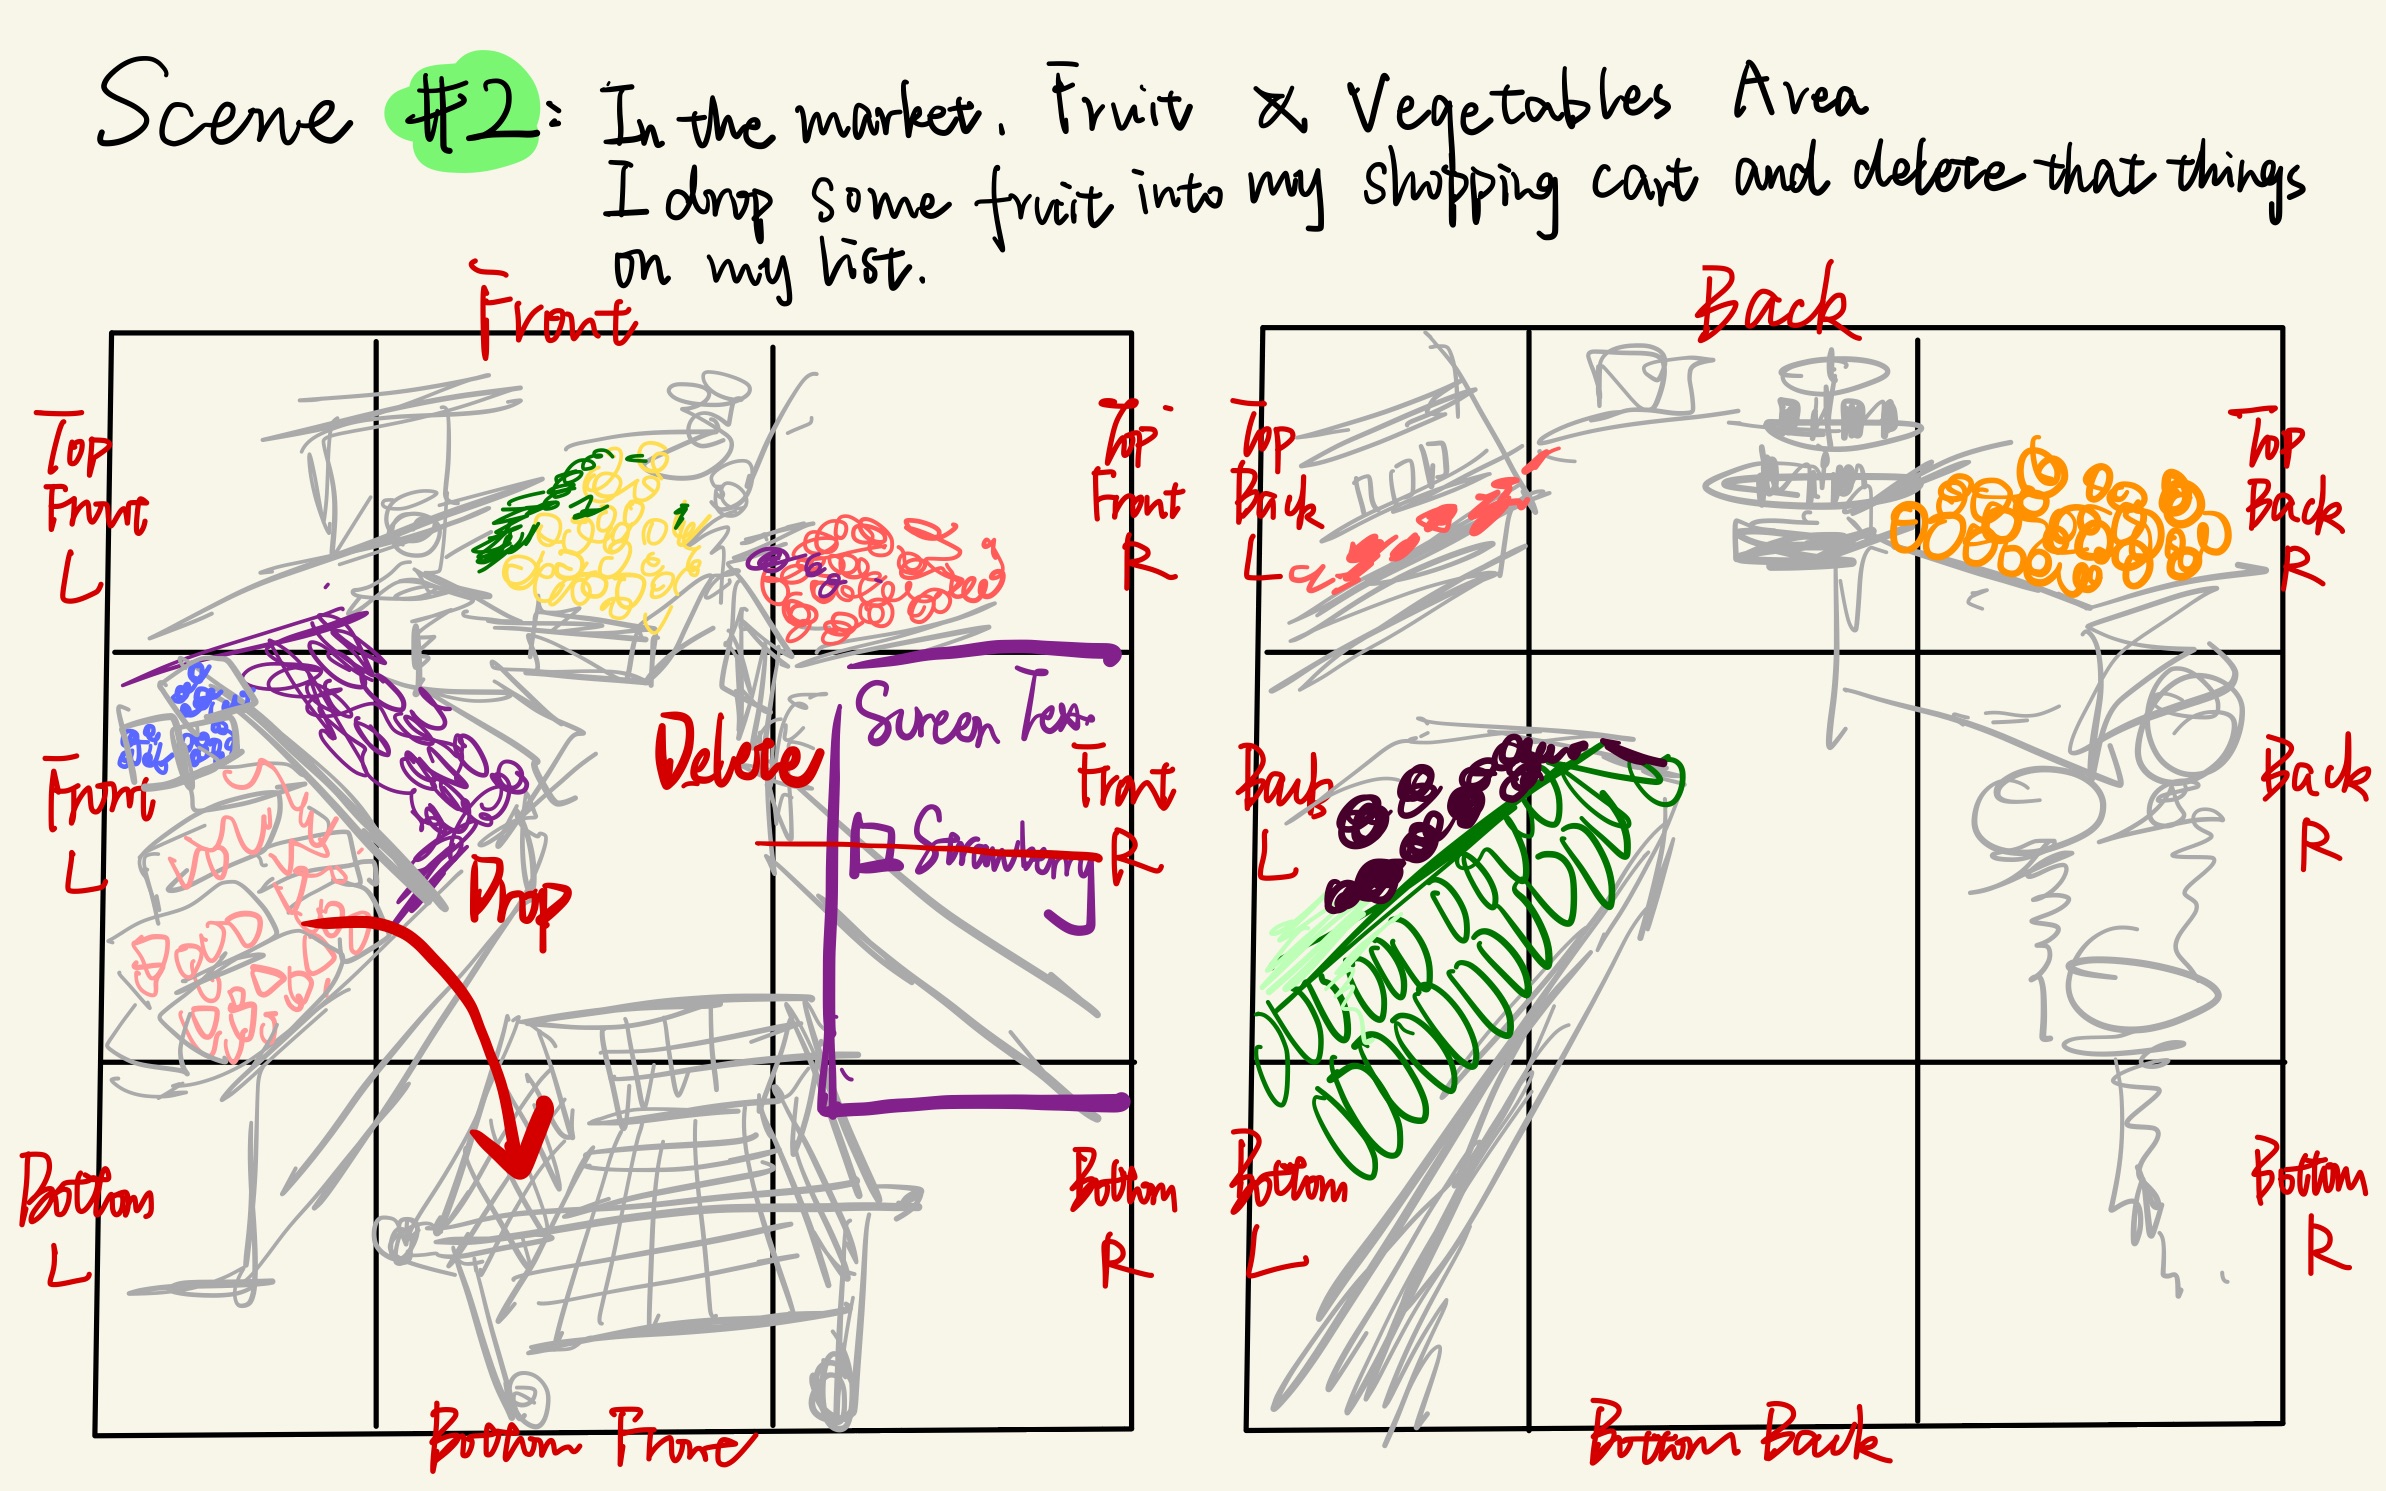 Scene #2: In the market. Fruit & Vegetables Area
I drop some fruit into my shopping cart and delete that things
on my list.
Front
Back
Top
Front
L
Top
Front
R
Top
Back
L
Top
Back
R
Screen Text
Delete
Front
L
Front
R
Back
L
Back
R
Strawberry
Drop
Bottom
L
Bottom
R
Bottom
L
Bottom
R
Bottom Front
Bottom Back